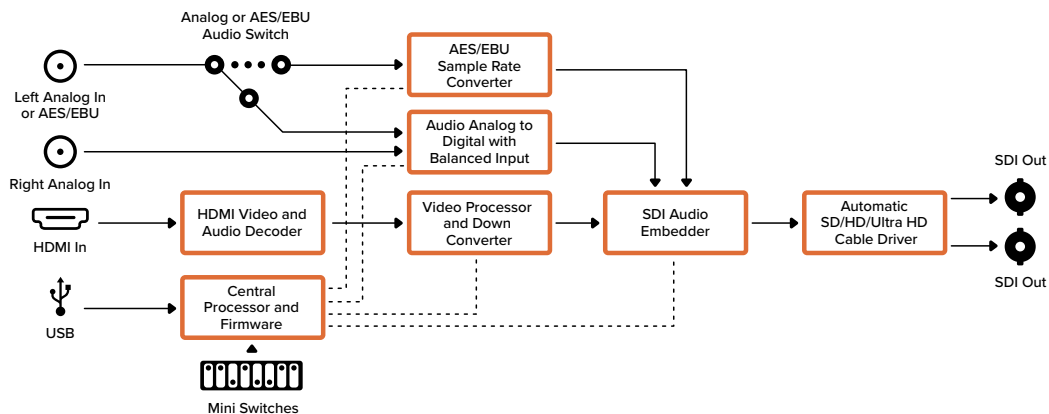 Analog or AES/EBU
Audio Switch
Left Analog In
or AES/EBU
Right Analog In
HDMI In
USB
AES/EBU
Sample Rate
Converter
Audio Analog to
Digital with
Balanced Input
HDMI Video and
Audio Decoder
Video Processor
and Down
Converter
SDI Audio
Embedder
Automatic
SD/HD/Ultra HD
Cable Driver
SDI Out
SDI Out
Central
Processor and
Firmware
Mini Switches